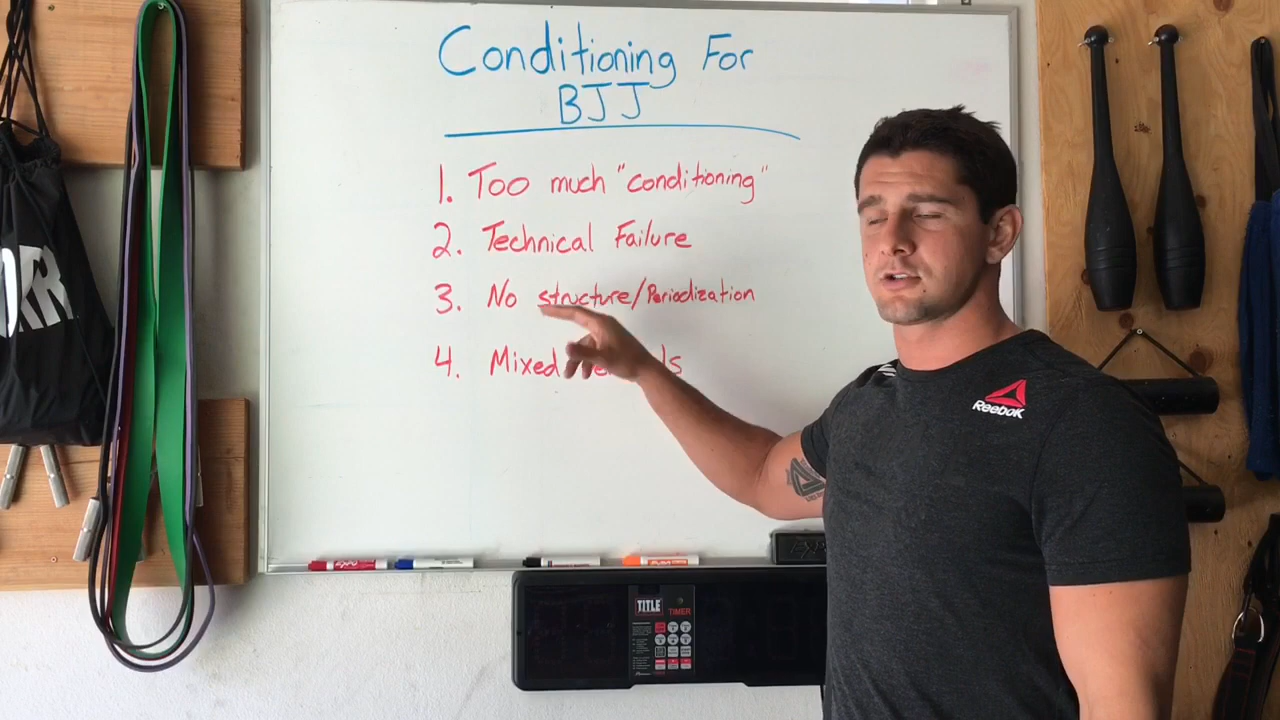 Conditioning For
BJJ
1. Too much "conditioning"
2. Technical Failure
3. No structure/Periodization
4. Mixed
Reebok
TITLE
TIMER
EXPO